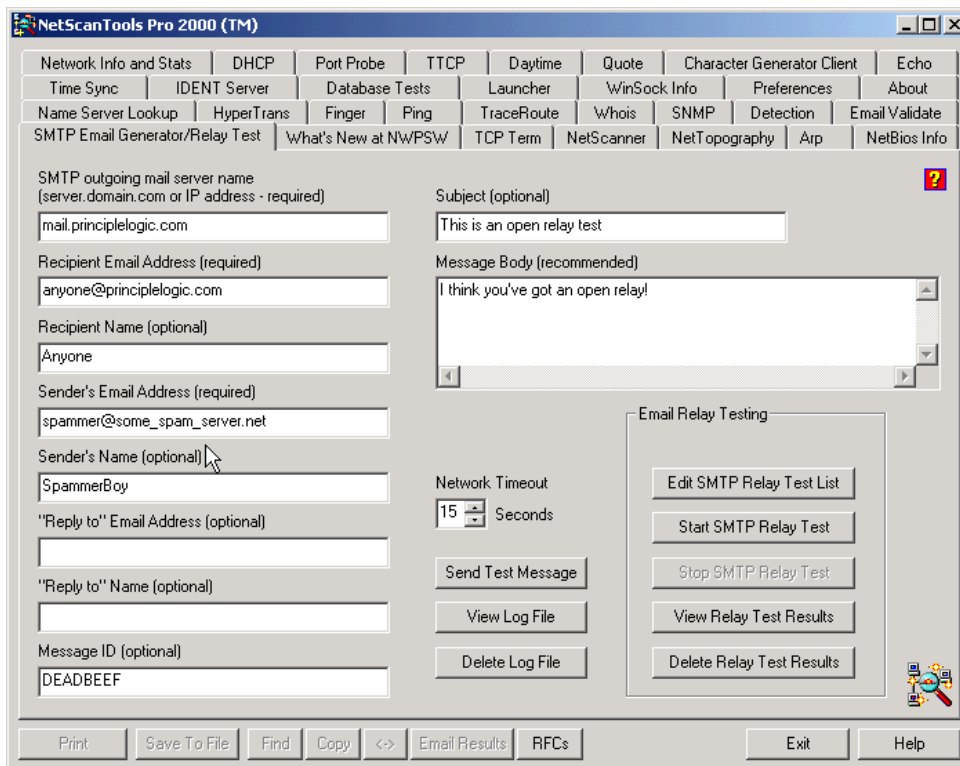 NetScanTools Pro 2000 (TM)
Network Info and Stats DHCP Port Probe TTCP Daytime Quote Character Generator Client Echo
Time Sync IDENT Server Database Tests Launcher WinSock Info Preferences About
Name Server Lookup HyperTrans Finger Ping TraceRoute Whois SNMP Detection Email Validate
SMTP Email Generator/Relay Test What's New at NWPSW TCP Term NetScanner NetTopography Arp NetBios Info
SMTP outgoing mail server name
(server.domain.com or IP address - required)
mail.principlelogic.com
Recipient Email Address (required)
anyone@principlelogic.com
Recipient Name (optional)
Anyone
Sender's Email Address (required)
spammer@some_spam_server.net
Sender's Name (optional)
SpammerBoy
"Reply to" Email Address (optional)
"Reply to" Name (optional)
Message ID (optional)
DEADBEEF
?
Subject (optional)
This is an open relay test
Message Body (recommended)
I think you've got an open relay!
Network Timeout
15 Seconds
Send Test Message
View Log File
Delete Log File
Email Relay Testing
Edit SMTP Relay Test List
Start SMTP Relay Test
Stop SMTP Relay Test
View Relay Test Results
Delete Relay Test Results
Print Save To File Find Copy <-> Email Results RFCs Exit Help